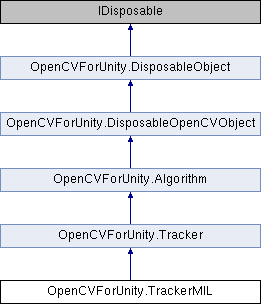 IDisposable
OpenCVForUnity.DisposableObject
OpenCVForUnity.DisposableOpenCVObject
OpenCVForUnity.Algorithm
OpenCVForUnity.Tracker
OpenCVForUnity.TrackerMIL